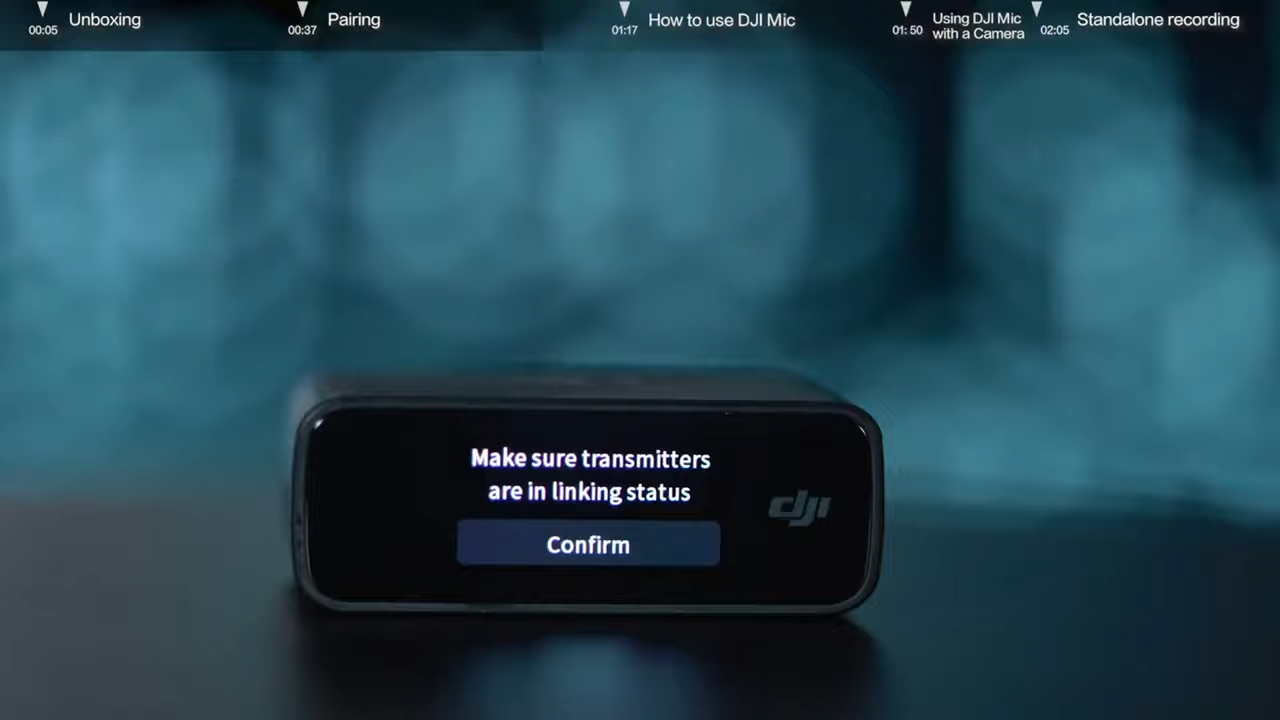 00:05 Unboxing
00:37 Pairing
01:17 How to use DJI Mic
01:50 Using DJI Mic
with a Camera
02:05 Standalone recording
Make sure transmitters
are in linking status
dji
Confirm